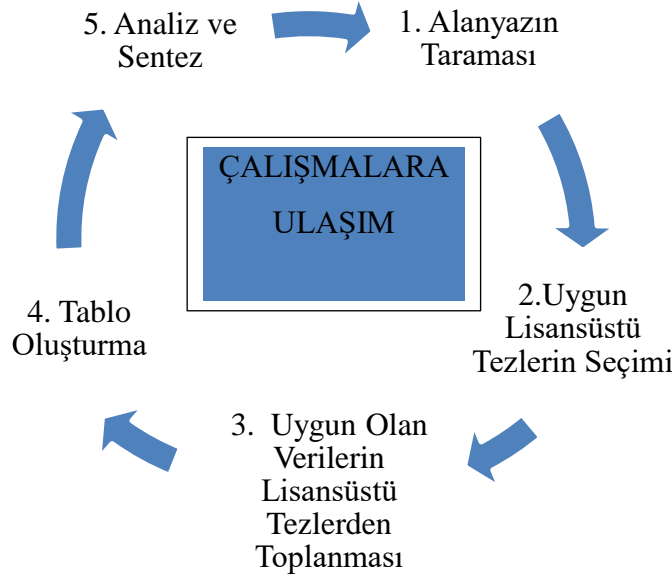 5. Analiz ve
Sentez
1. Alanyazın
Taraması
ÇALIŞMALARA
ULAŞIM
2.Uygun
Lisansüstü
Tezlerin Seçimi
4. Tablo
Oluşturma
3. Uygun Olan
Verilerin
Lisansüstü
Tezlerden
Toplanması